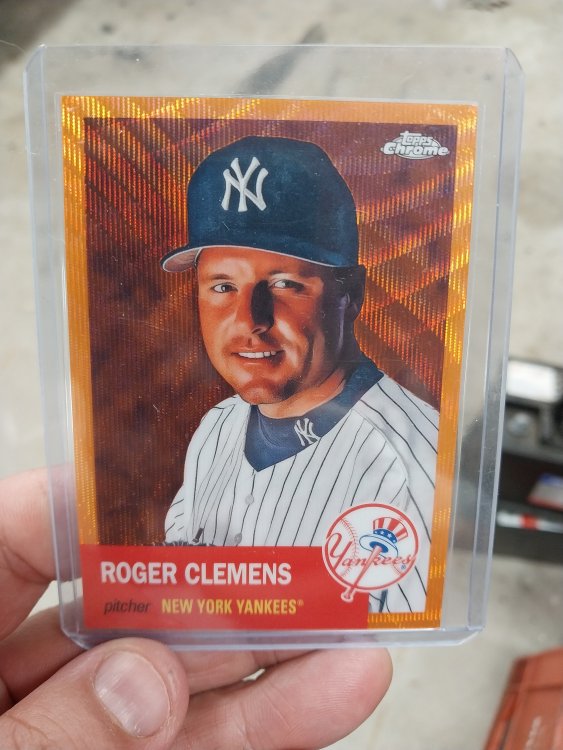 Topps
Chrome
NY
NY
Yankees
ROGER CLEMENS
pitcher NEW YORK YANKEES®